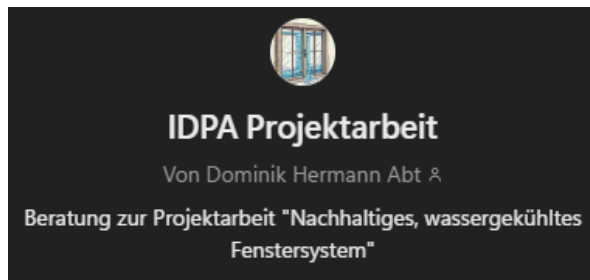 IDPA Projektarbeit
Von Dominik Hermann Abt
Beratung zur Projektarbeit "Nachhaltiges, wassergekühltes
Fenstersystem"